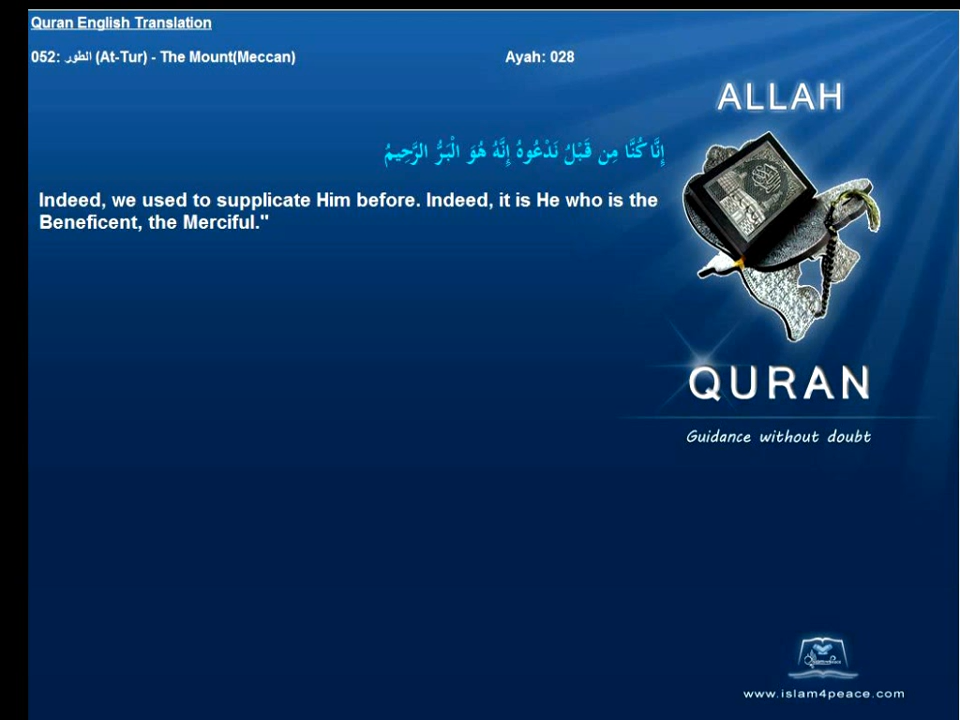 Quran English Translation
052: الطور (At-Tur) - The Mount(Meccan) Ayah: 028
ALLAH
إِنَّا كُنَّا مِن قَبْلُ نَدْعُوهُ إِنَّهُ هُوَ الْبَرُّ الرَّحِيمُ
Indeed, we used to supplicate Him before. Indeed, it is He who is the
Beneficent, the Merciful."
QURAN
Guidance without doubt
www.islam4peace.com